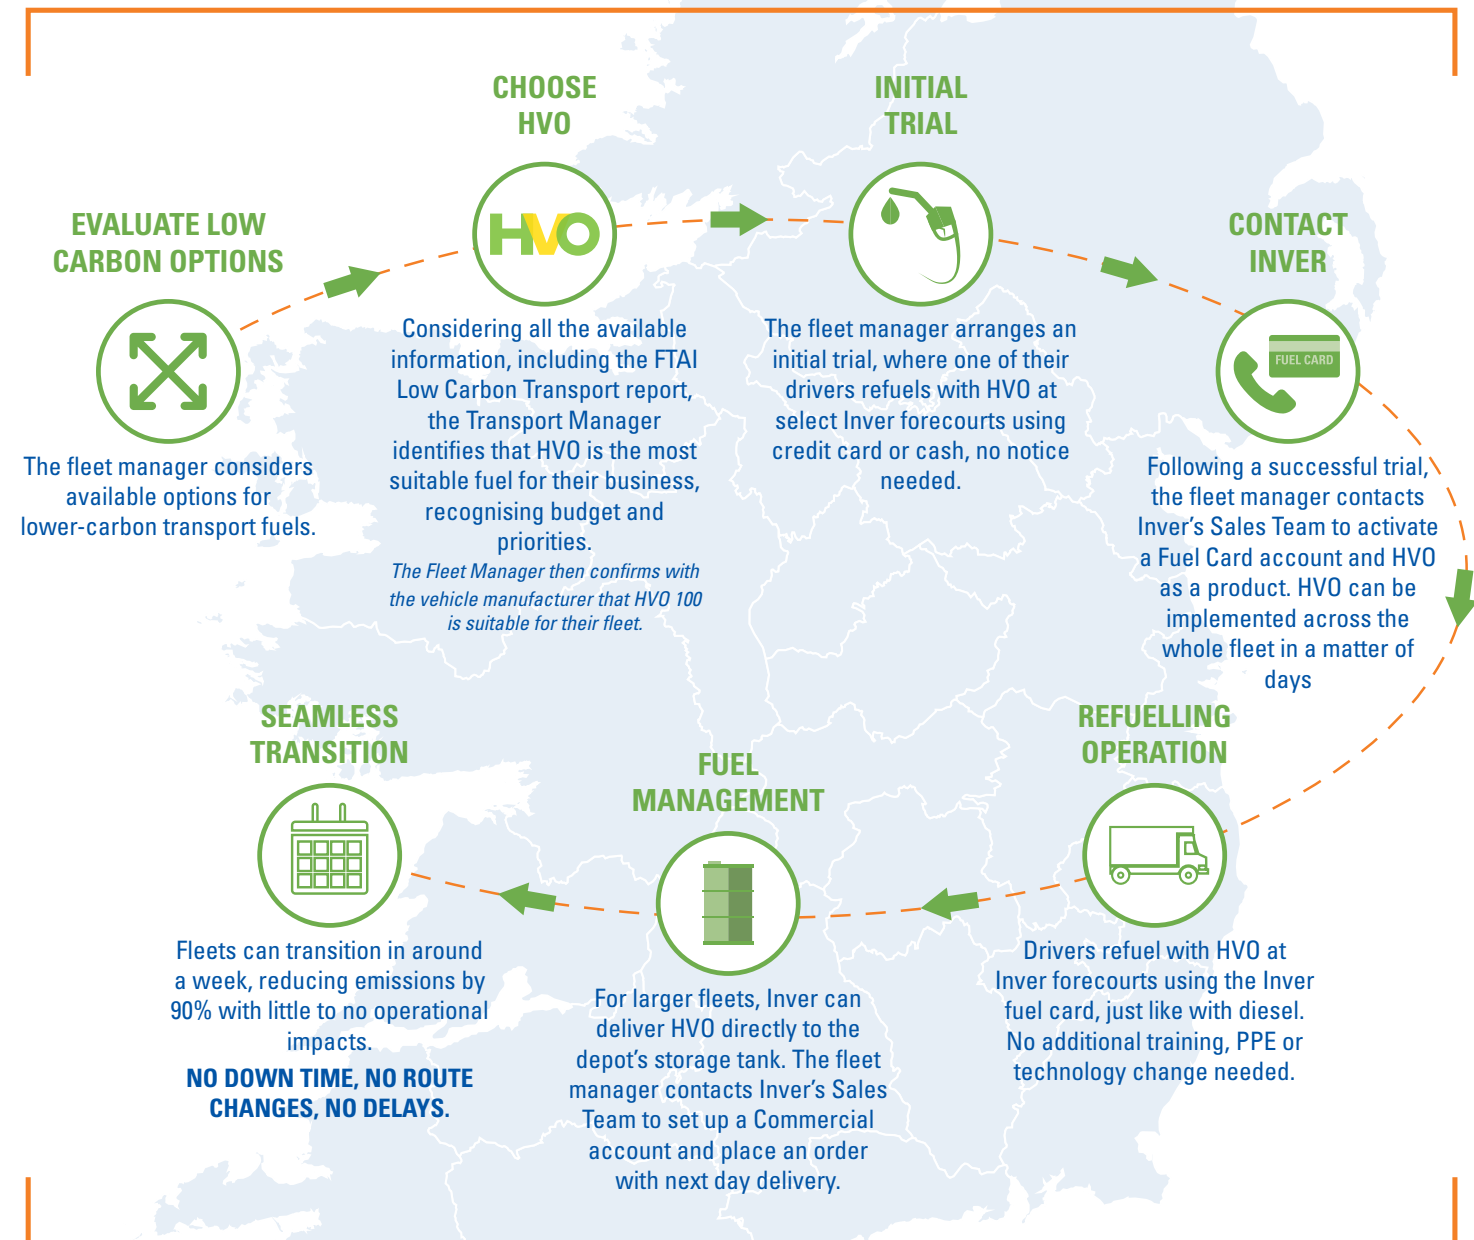 EVALUATE LOW
CARBON OPTIONS
The fleet manager considers
available options for
lower-carbon transport fuels.
CHOOSE
HVO
HVO
Considering all the available
information, including the FTAI
Low Carbon Transport report,
the Transport Manager
identifies that HVO is the most
suitable fuel for their business,
recognising budget and
priorities.
The Fleet Manager then confirms with
the vehicle manufacturer that HVO 100
is suitable for their fleet.
INITIAL
TRIAL
The fleet manager arranges an
initial trial, where one of their
drivers refuels with HVO at
select Inver forecourts using
credit card or cash, no notice
needed.
CONTACT
INVER
FUEL CARD
Following a successful trial,
the fleet manager contacts
Inver’s Sales Team to activate
a Fuel Card account and HVO
as a product. HVO can be
implemented across the
whole fleet in a matter of
days
REFUELLING
OPERATION
Drivers refuel with HVO at
Inver forecourts using the Inver
fuel card, just like with diesel.
No additional training, PPE or
technology change needed.
FUEL
MANAGEMENT
For larger fleets, Inver can
deliver HVO directly to the
depot’s storage tank. The fleet
manager contacts Inver’s Sales
Team to set up a Commercial
account and place an order
with next day delivery.
SEAMLESS
TRANSITION
Fleets can transition in around
a week, reducing emissions by
90% with little to no operational
impacts.
NO DOWN TIME, NO ROUTE
CHANGES, NO DELAYS.